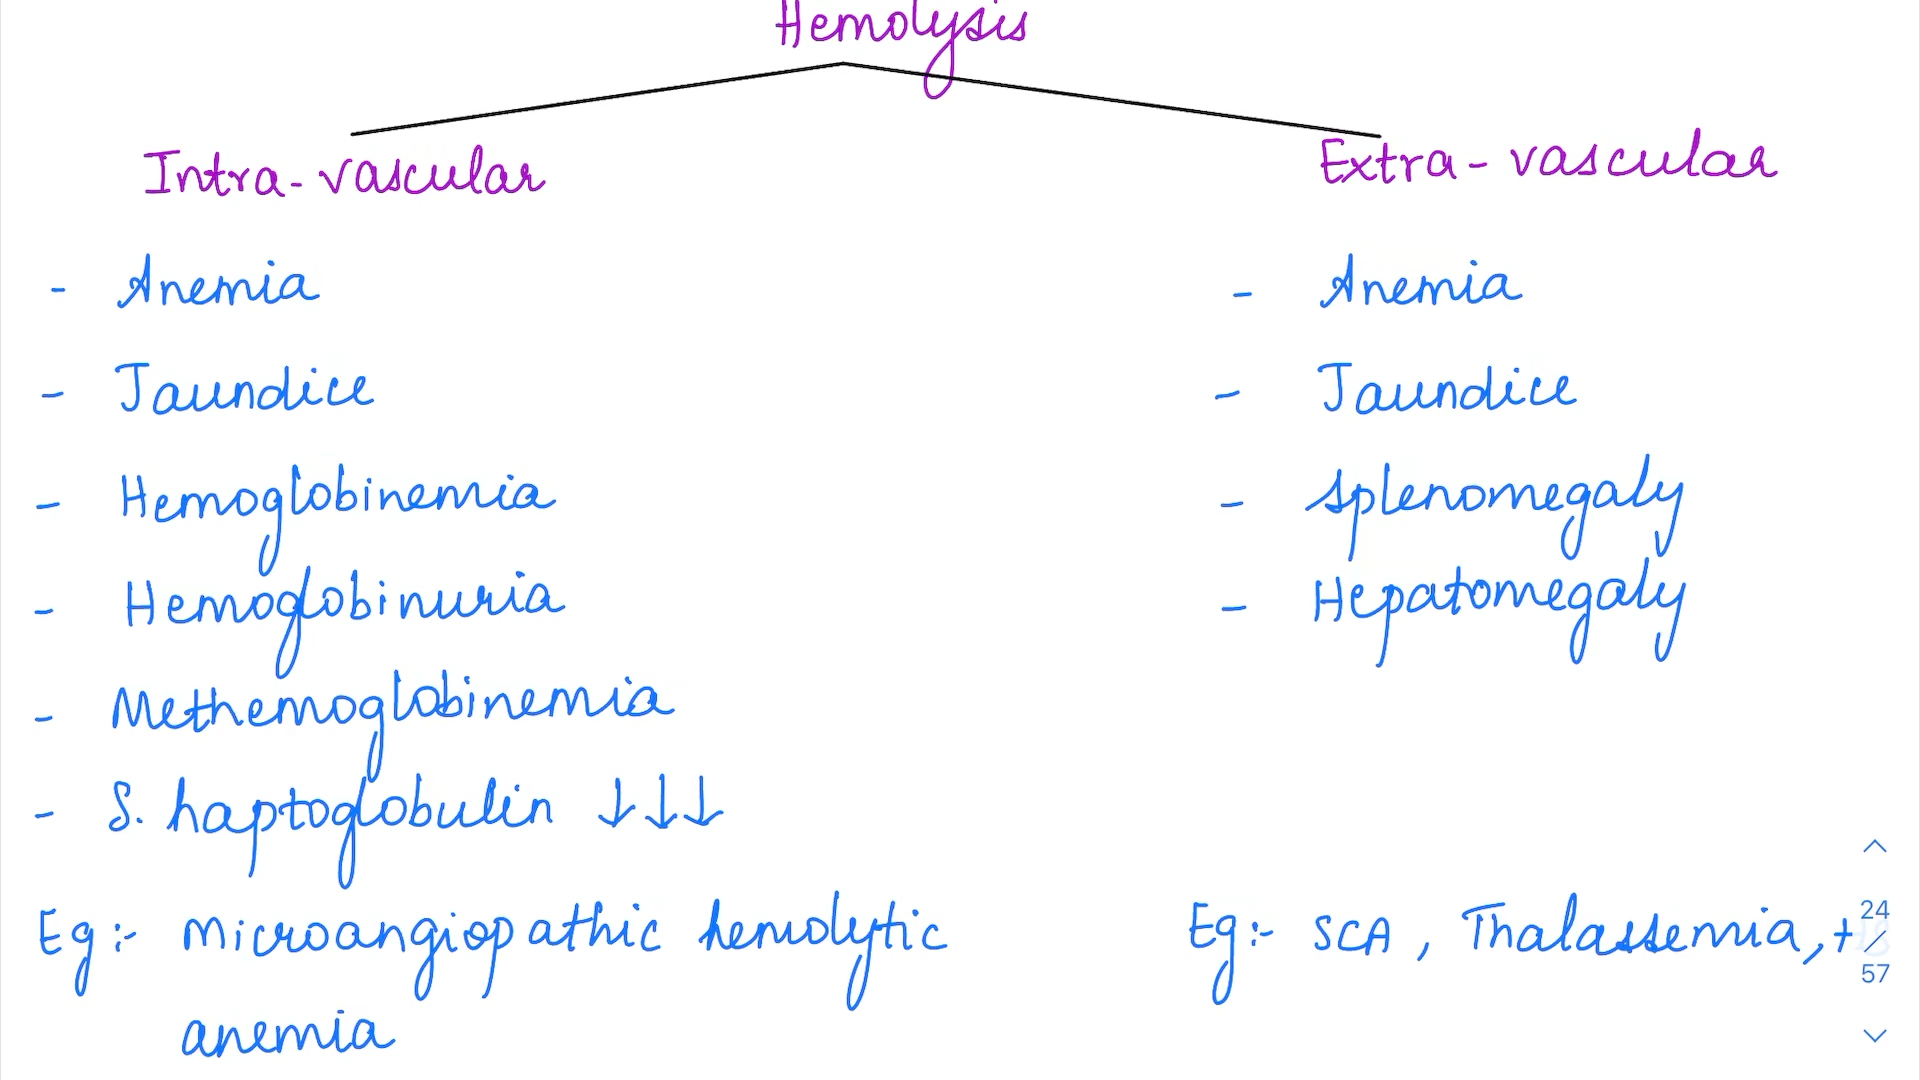 Hemolysis
Intra-vascular
- Anemia
- Jaundice
- Hemoglobinemia
- Hemoglobinuria
- Methemoglobinemia
- S. haptoglobulin ↓↓↓
Eg:- Microangiopathic hemolytic
anemia
Extra-vascular
- Anemia
- Jaundice
- Splenomegaly
- Hepatomegaly
Eg:- SCA, Thalassemia,
24
57